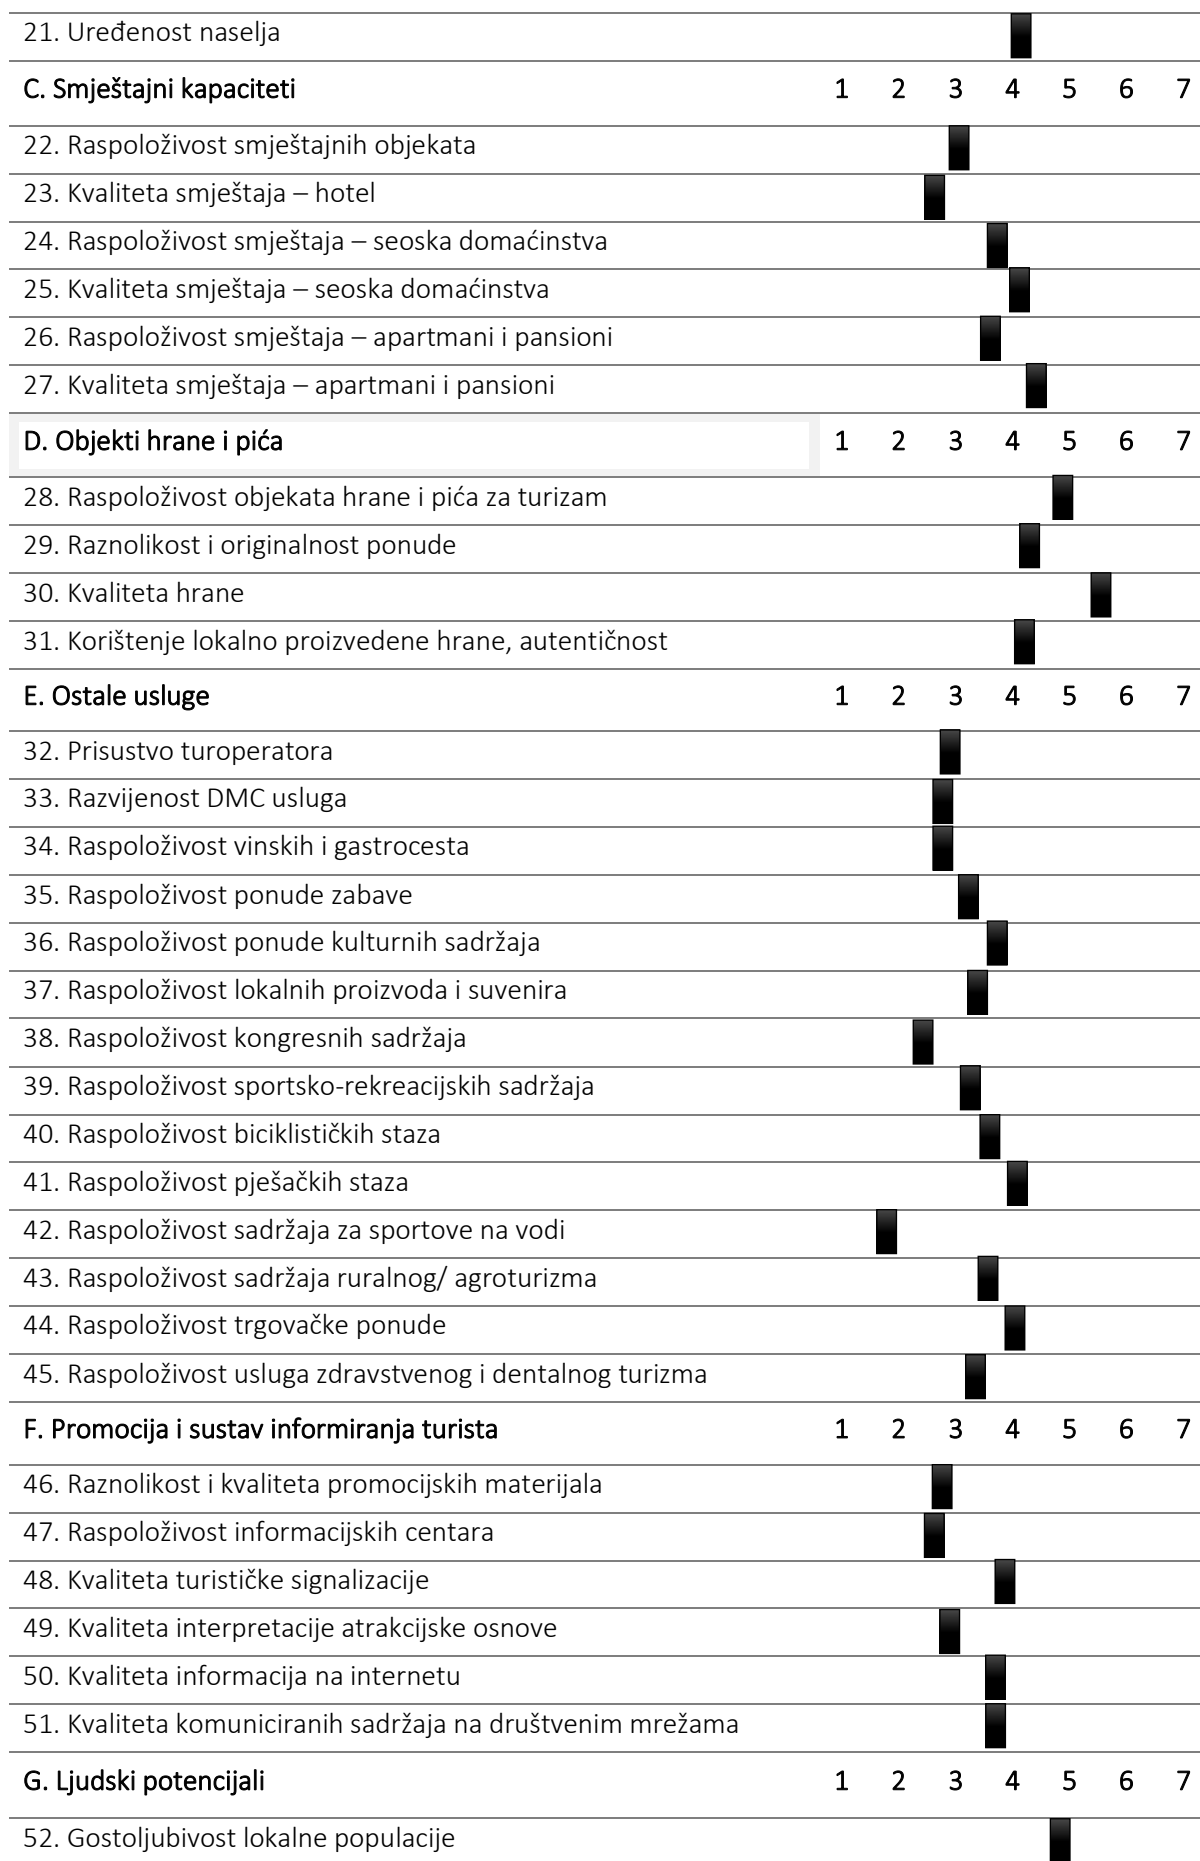 21. Uređenost naselja
C. Smještajni kapaciteti 1 2 3 4 5 6 7
22. Raspoloživost smještajnih objekata
23. Kvaliteta smještaja – hotel
24. Raspoloživost smještaja – seoska domaćinstva
25. Kvaliteta smještaja – seoska domaćinstva
26. Raspoloživost smještaja – apartmani i pansioni
27. Kvaliteta smještaja – apartmani i pansioni
D. Objekti hrane i pića 1 2 3 4 5 6 7
28. Raspoloživost objekata hrane i pića za turizam
29. Raznolikost i originalnost ponude
30. Kvaliteta hrane
31. Korištenje lokalno proizvedene hrane, autentičnost
E. Ostale usluge 1 2 3 4 5 6 7
32. Prisustvo turoperatora
33. Razvijenost DMC usluga
34. Raspoloživost vinskih i gastrocesta
35. Raspoloživost ponude zabave
36. Raspoloživost ponude kulturnih sadržaja
37. Raspoloživost lokalnih proizvoda i suvenira
38. Raspoloživost kongresnih sadržaja
39. Raspoloživost sportsko-rekreacijskih sadržaja
40. Raspoloživost biciklističkih staza
41. Raspoloživost pješačkih staza
42. Raspoloživost sadržaja za sportove na vodi
43. Raspoloživost sadržaja ruralnog/ agroturizma
44. Raspoloživost trgovačke ponude
45. Raspoloživost usluga zdravstvenog i dentalnog turizma
F. Promocija i sustav informiranja turista 1 2 3 4 5 6 7
46. Raznolikost i kvaliteta promocijskih materijala
47. Raspoloživost informacijskih centara
48. Kvaliteta turističke signalizacije
49. Kvaliteta interpretacije atrakcijske osnove
50. Kvaliteta informacija na internetu
51. Kvaliteta komuniciranih sadržaja na društvenim mrežama
G. Ljudski potencijali 1 2 3 4 5 6 7
52. Gostoljubivost lokalne populacije